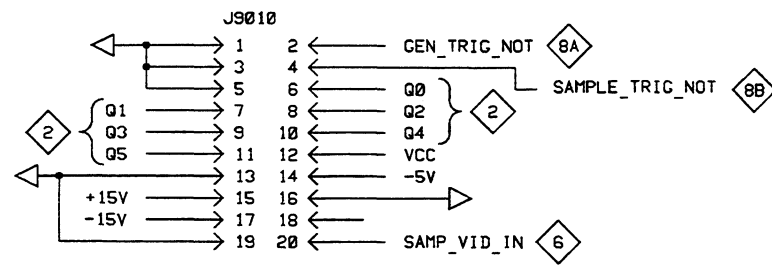 J9010
1 2 GEN_TRIG_NOT 8A
3 4 SAMPLE_TRIG_NOT 8B
5 6 Q0
Q1 7 8 Q2 2
2 Q3 9 10 Q4
Q5 11 12 VCC
13 14 -5V
+15V 15 16
-15V 17 18
19 20 SAMP_VID_IN 6